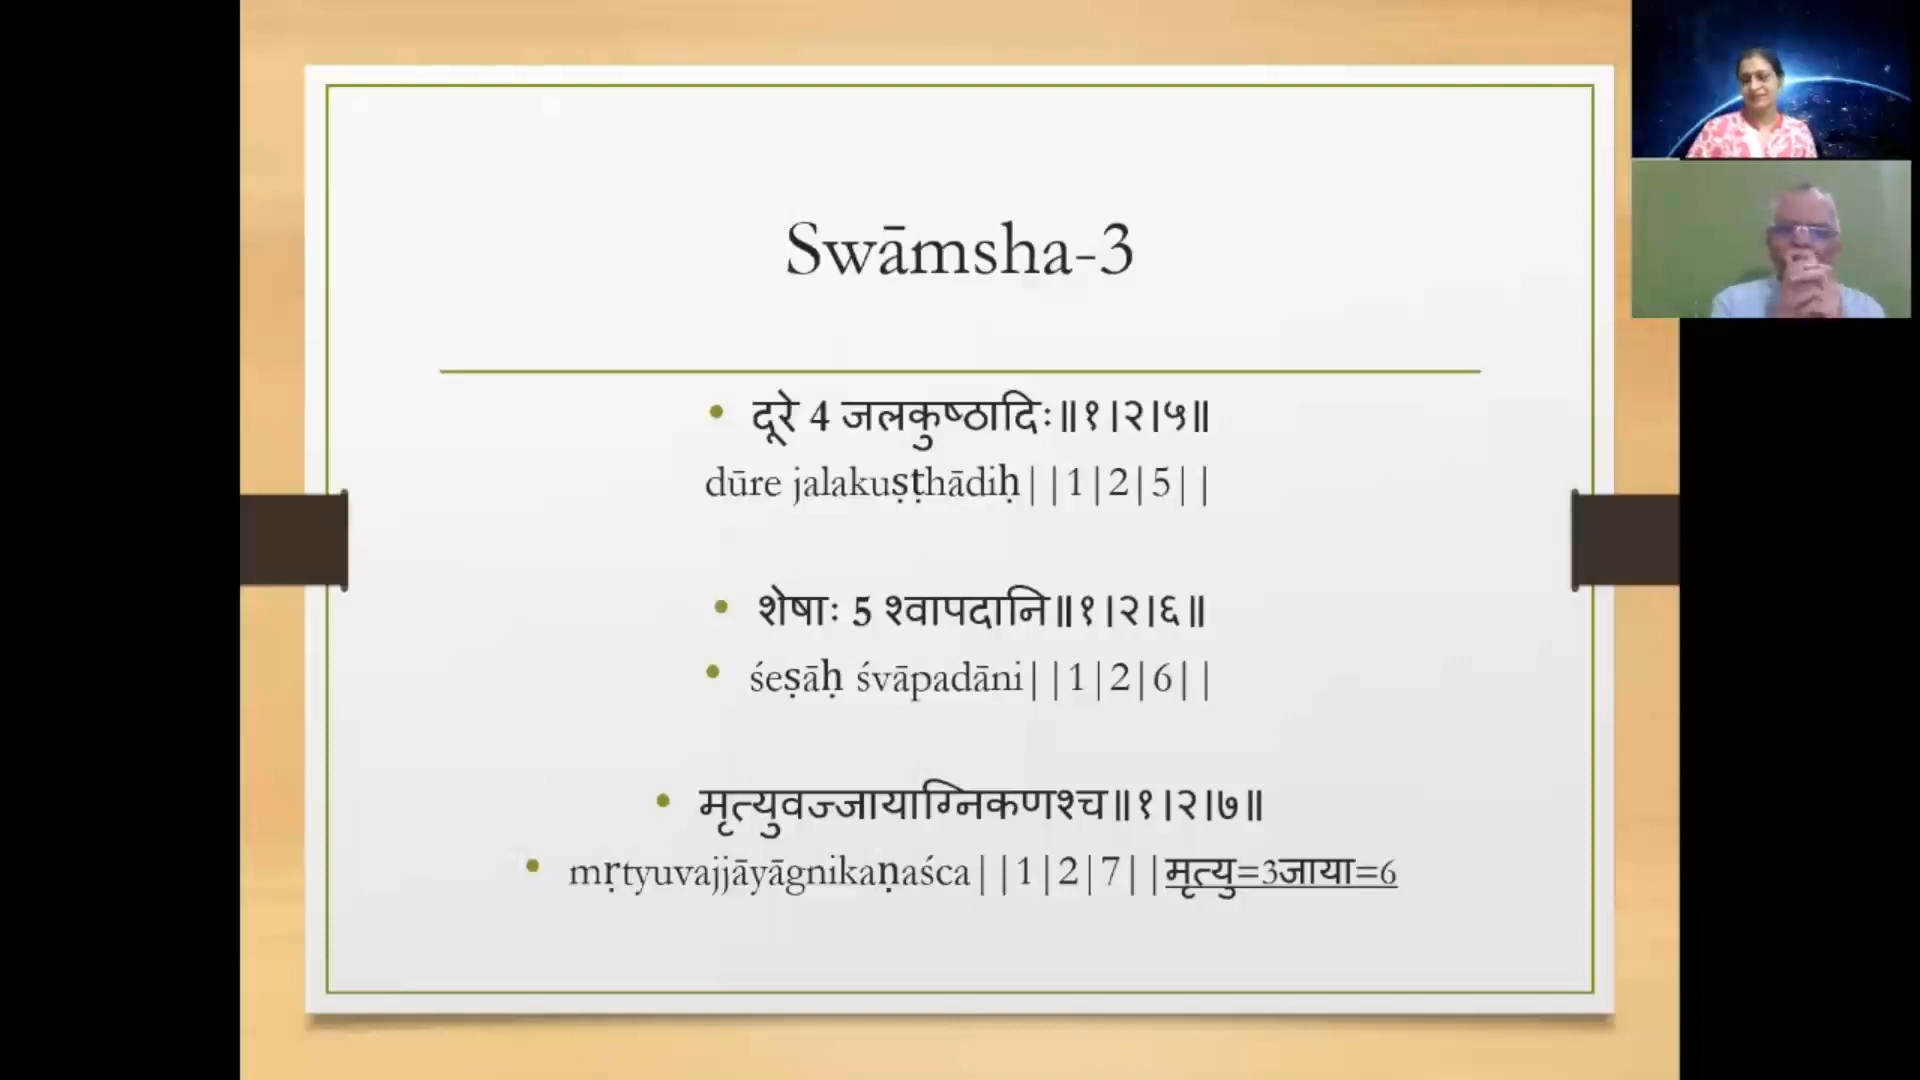 Swāmsha-3
• दूरे 4 जलकुष्ठादिः॥१।२।५॥
dūre jalakuṣṭhādiḥ||1|2|5||
• शेषाः 5 श्वापदानि॥१।२।६॥
• śeṣāḥ śvāpadāni||1|2|6||
• मृत्युवज्जायाग्निकणश्च॥१।२।७॥
• mṛtyuvajjāyāgnikaṇaśca||1|2|7||मृत्यु=3जाया=6